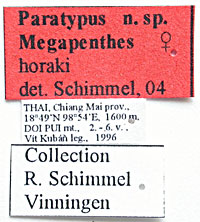 Paratypus n. sp.
Megapenthes ♀
horaki
det. Schimmel, 04
THAI, Chiang Mai prov.,
18°49'N 98°54'E, 1600 m.
DOI PUI mt., 2.-6. v. .
Vít Kubáň leg., 1996
Collection
R. Schimmel
Vinningen